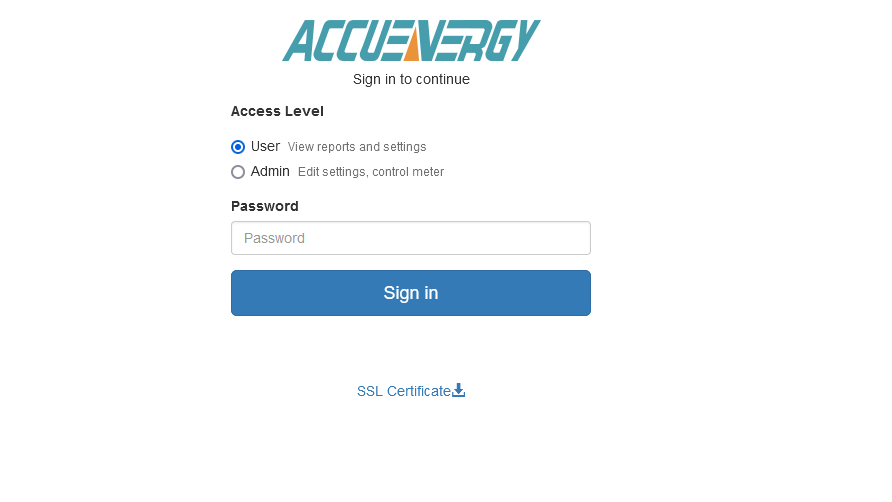 ACCUENERGY
Sign in to continue
Access Level
User View reports and settings
Admin Edit settings, control meter
Password
Password
Sign in
SSL Certificate